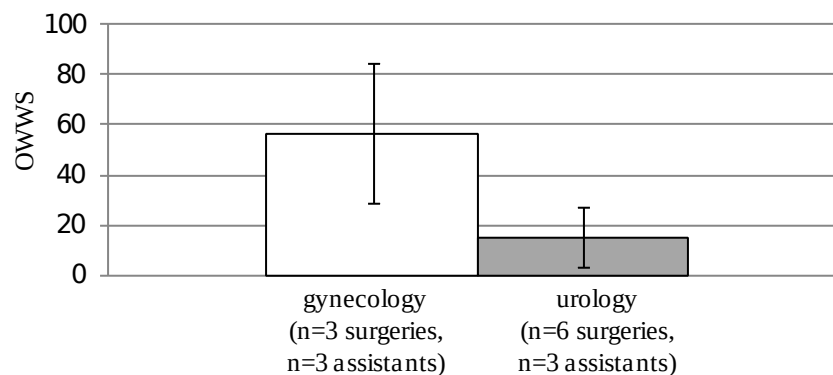 100
80
60
40
20
0
OWWS
gynecology
(n=3 surgeries,
n=3 assistants)
urology
(n=6 surgeries,
n=3 assistants)